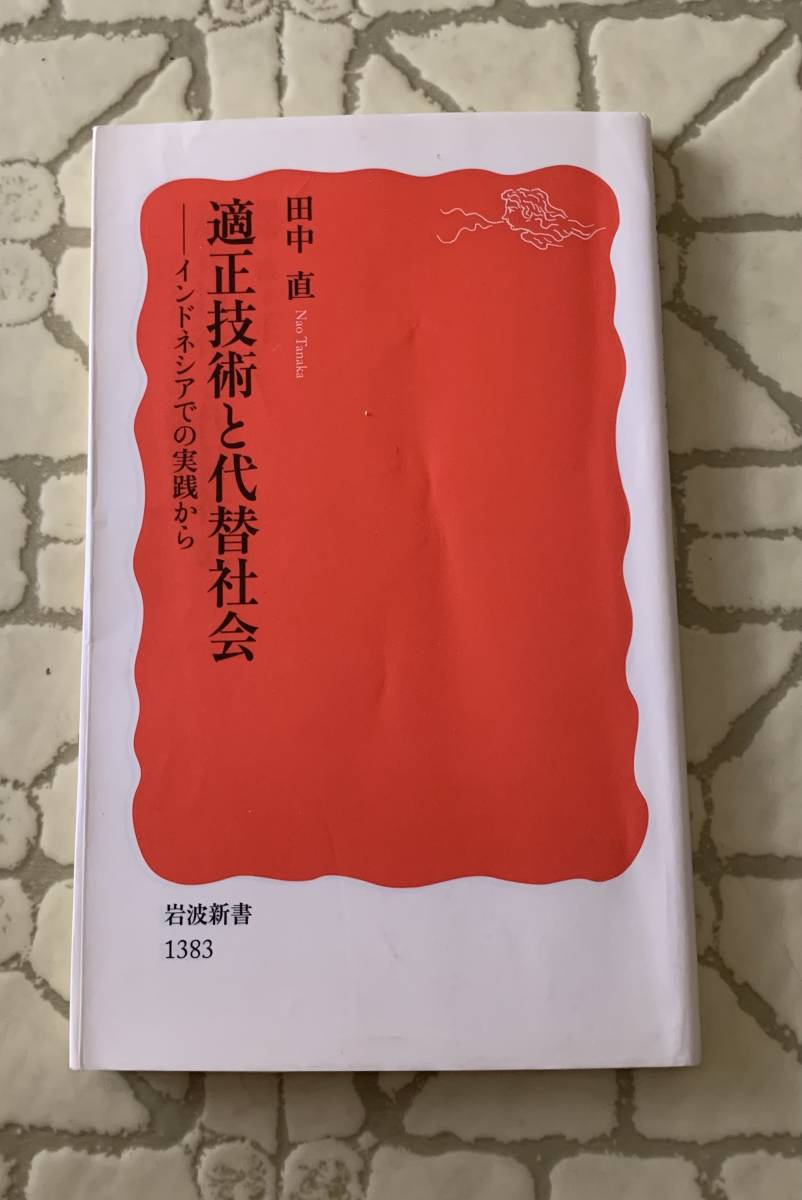 田中 直 Nao Tanaka
適正技術と代替社会
――インドネシアでの実践から
岩波新書
1383